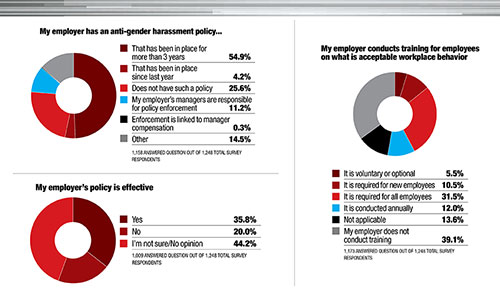 My employer has an anti-gender harassment policy...
That has been in place for
more than 3 years 54.9%
That has been in place
since last year 4.2%
Does not have such a policy 25.6%
My employer's managers are responsible
for policy enforcement 11.2%
Enforcement is linked to manager
compensation 0.3%
Other 14.5%
1,158 ANSWERED QUESTION OUT OF 1,248 TOTAL SURVEY
RESPONDENTS
My employer's policy is effective
Yes 35.8%
No 20.0%
I'm not sure/No opinion 44.2%
1,009 ANSWERED QUESTION OUT OF 1,248 TOTAL SURVEY
RESPONDENTS
My employer conducts training for employees
on what is acceptable workplace behavior
It is voluntary or optional 5.5%
It is required for new employees 10.5%
It is required for all employees 31.5%
It is conducted annually 12.0%
Not applicable 13.6%
My employer does not
conduct training 39.1%
1,173 ANSWERED QUESTION OUT OF 1,248 TOTAL SURVEY
RESPONDENTS